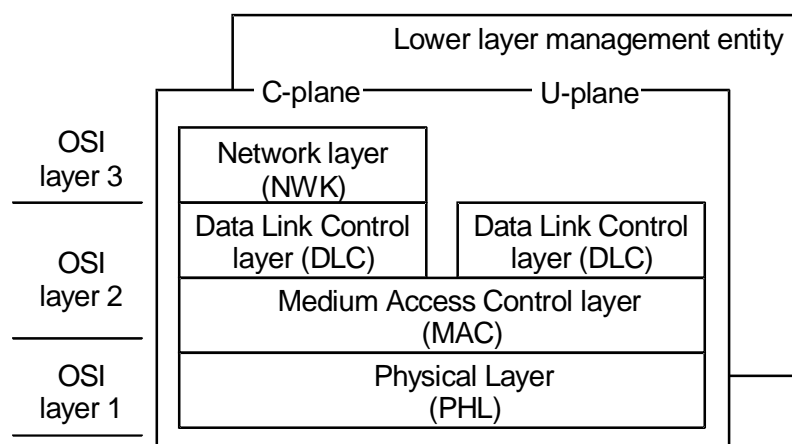 Lower layer management entity
C-plane
U-plane
OSI
layer 3
Network layer
(NWK)
OSI
layer 2
Data Link Control
layer (DLC)
Data Link Control
layer (DLC)
Medium Access Control layer
(MAC)
OSI
layer 1
Physical Layer
(PHL)